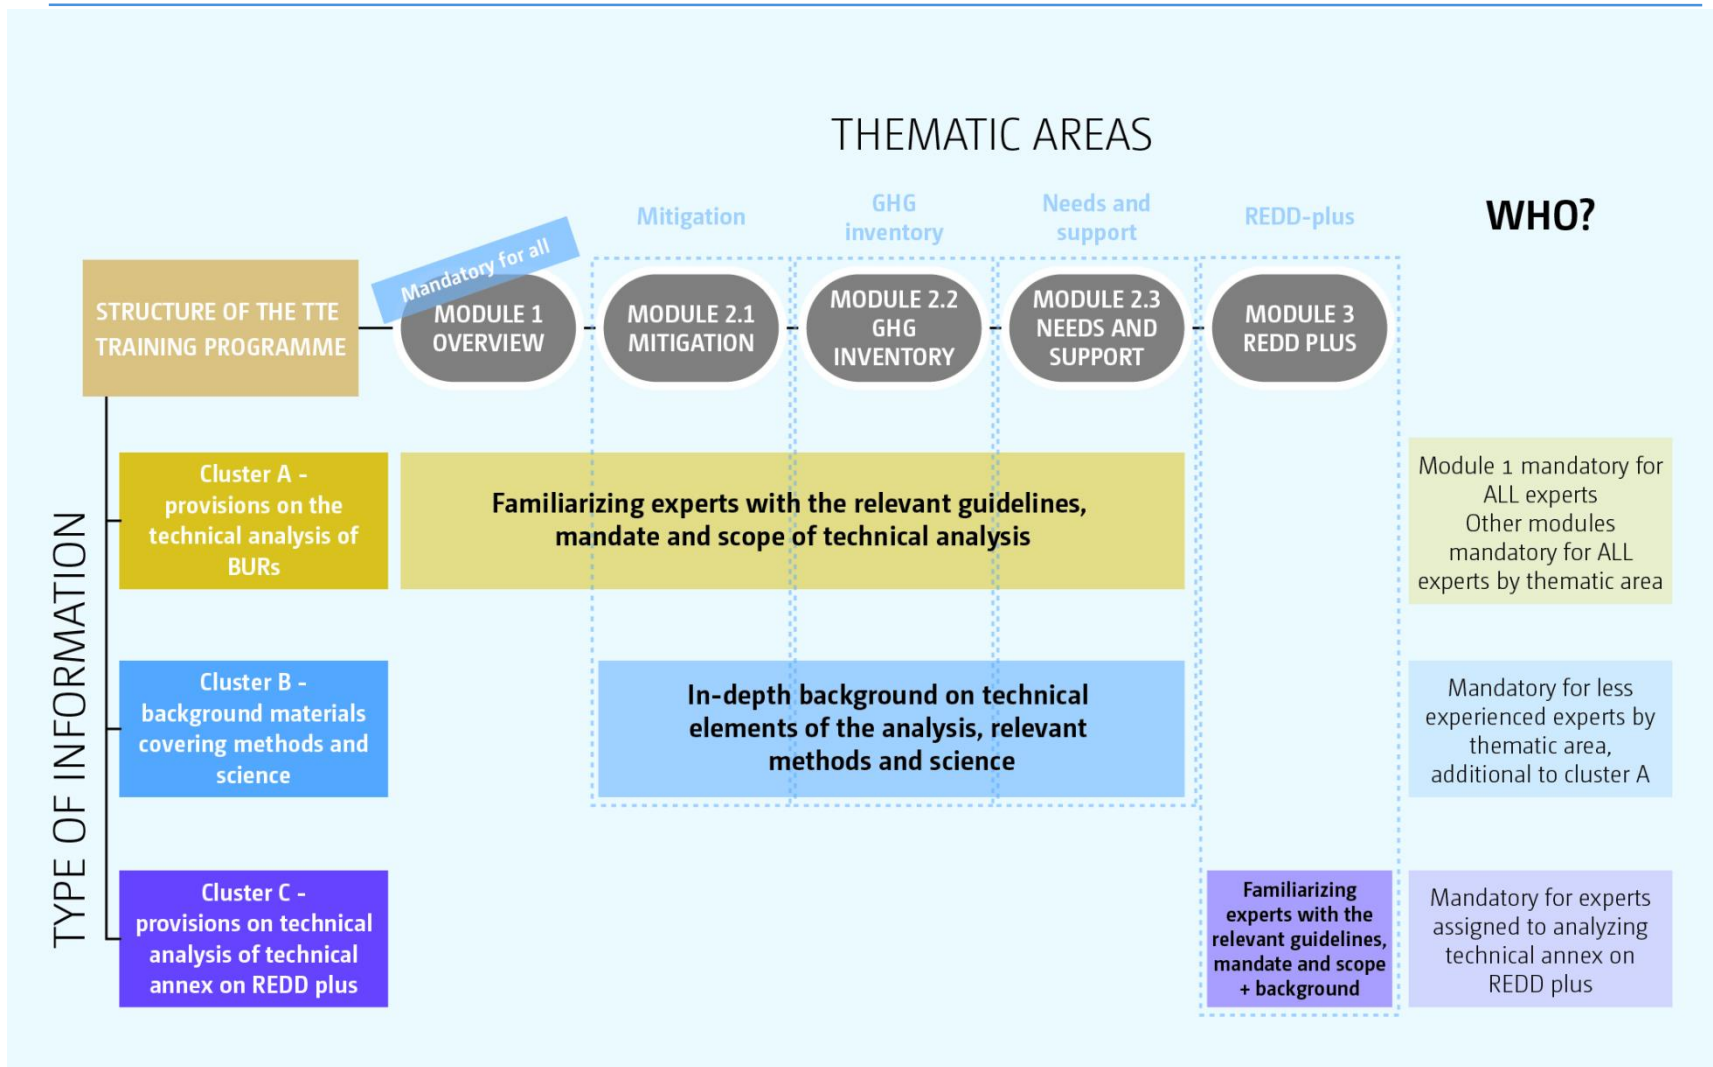 THEMATIC AREAS
Mitigation
GHG
inventory
Needs and
support
REDD-plus
WHO?
STRUCTURE OF THE TTE
TRAINING PROGRAMME
Mandatory for all
MODULE 1
OVERVIEW
MODULE 2.1
MITIGATION
MODULE 2.2
GHG
INVENTORY
MODULE 2.3
NEEDS AND
SUPPORT
MODULE 3
REDD PLUS
TYPE OF INFORMATION
Cluster A -
provisions on the
technical analysis of
BURs
Familiarizing experts with the relevant guidelines,
mandate and scope of technical analysis
Module 1 mandatory for
ALL experts
Other modules
mandatory for ALL
experts by thematic area
Cluster B -
background materials
covering methods and
science
In-depth background on technical
elements of the analysis, relevant
methods and science
Mandatory for less
experienced experts by
thematic area,
additional to cluster A
Cluster C -
provisions on technical
analysis of technical
annex on REDD plus
Familiarizing
experts with the
relevant guidelines,
mandate and scope
+ background
Mandatory for experts
assigned to analyzing
technical annex on
REDD plus